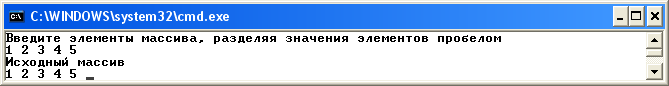 C:\WINDOWS\system32\cmd.exe
Введите элементы массива, разделяя значения элементов пробелом
1 2 3 4 5
Исходный массив
1 2 3 4 5 _